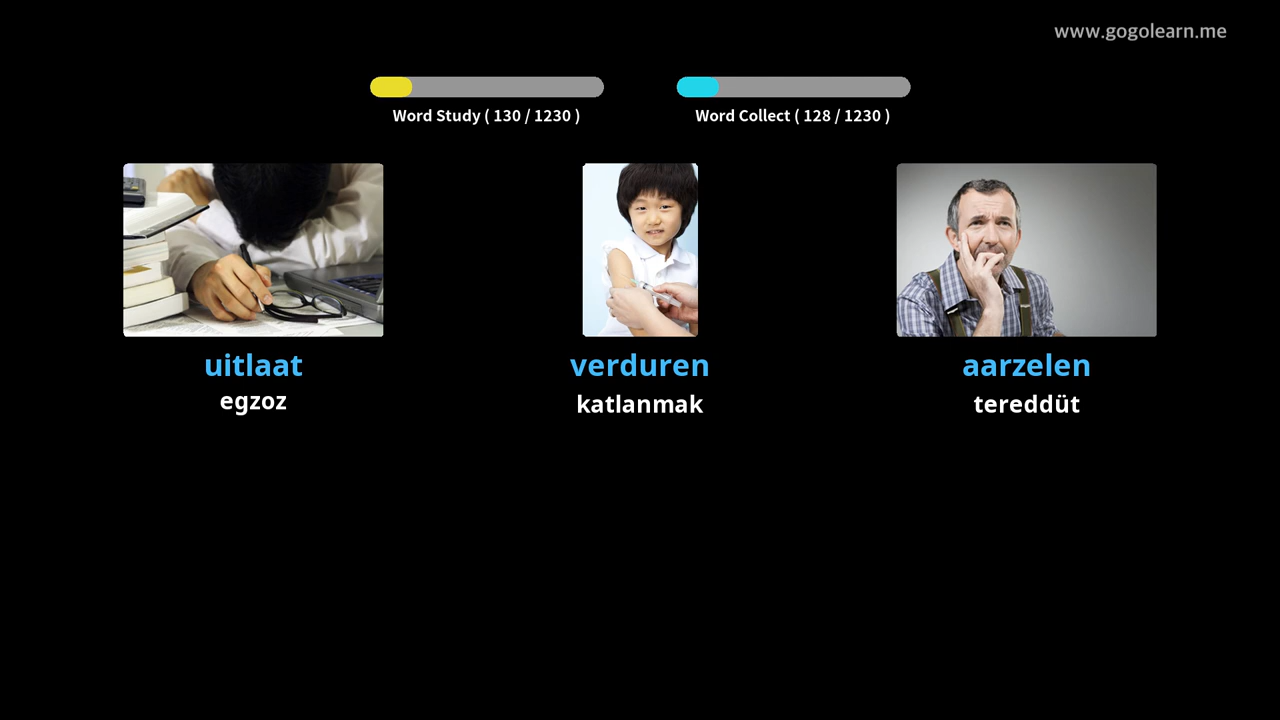 www.gogolearn.me
Word Study ( 130 / 1230 )
Word Collect ( 128 / 1230 )
uitlaat
egzoz
verduren
katlanmak
aarzelen
tereddüt